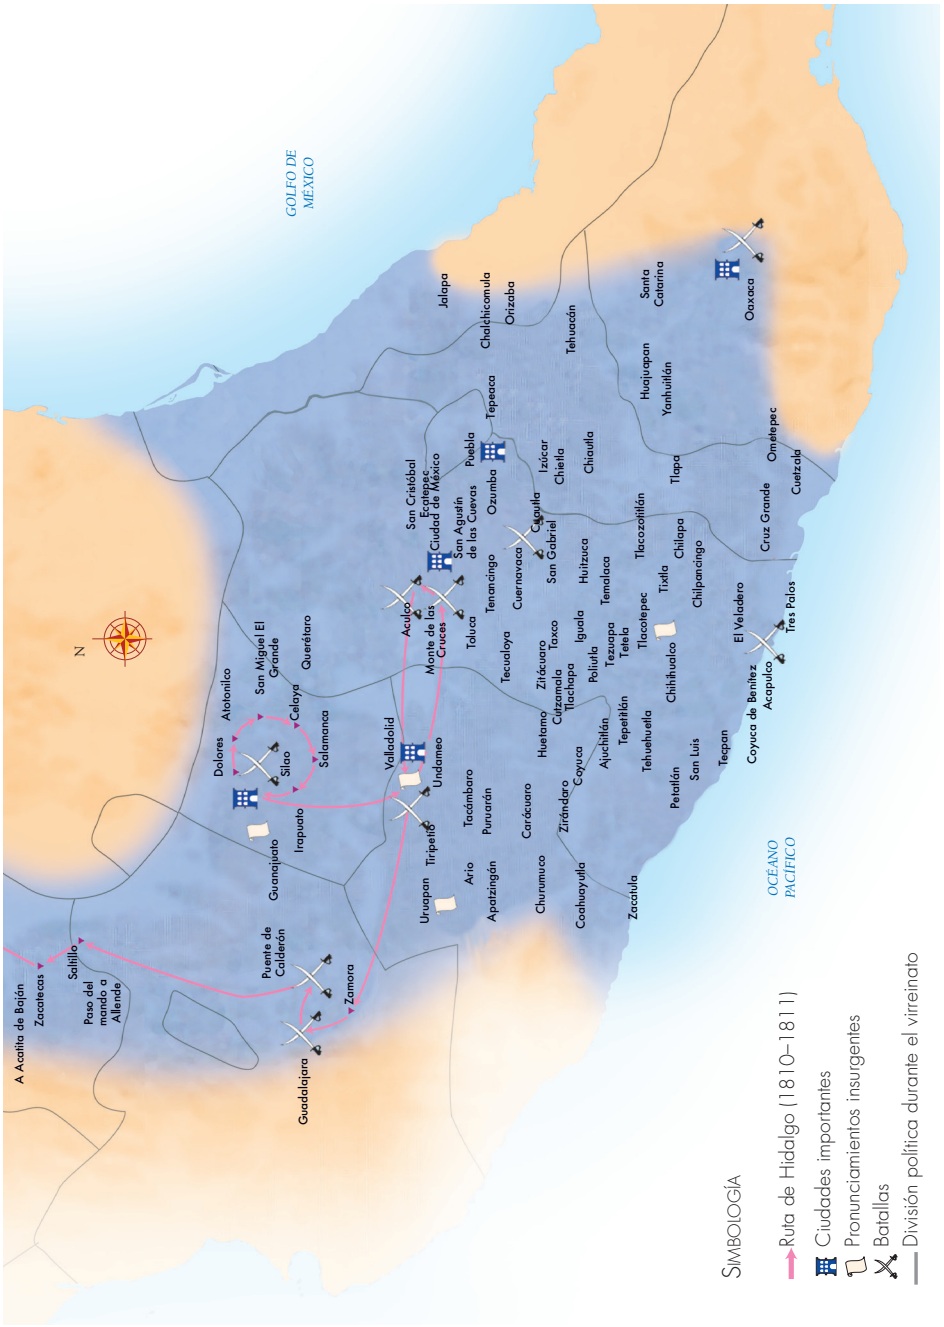 GOLFO DE
MÉXICO
N
OCÉANO
PACÍFICO
A Acatita de Baján
Zacatecas
Saltillo
Paso del
mando a
Allende
Puente de
Calderón
Guadalajara
Zamora
Dolores
Atotonilco
San Miguel El
Grande
Querétaro
Celaya
Salamanca
Silao
Irapuato
Guanajuato
Valladolid
Undameo
Tiripetío
Uruapan
Ario
Apatzingán
Tacámbaro
Puruarán
Carácuaro
Churumuco
Zirándaro
Coahuayutla
Zacatula
Huetamo
Coyuca
Cutzamala
Tlachapa
Zitácuaro
Ajuchitlán
Tepetitlán
Tehuehuetla
Petatlán
San Luis
Tecpan
Coyuca de Benítez
Acapulco
Tres Palos
El Veladero
Aculco
Monte de las
Cruces
Toluca
Tecualoya
Tenancingo
Cuernavaca
Taxco
Iguala
Poliutla
Tezuapa
Tetela
Tlacotepec
Chihihualco
Tixtla
Chilpancingo
Chilapa
Tlacozotitlán
Temalaca
Huitzuca
San Gabriel
Cuautla
San Cristóbal
Ecatepec
Ciudad de México
San Agustín
de las Cuevas
Ozumba
Puebla
Tepeaca
Izúcar
Chietla
Chiautla
Tlapa
Cruz Grande
Cuetzala
Ometepec
Huajuapan
Yanhuitlán
Tehuacán
Santa
Catarina
Oaxaca
Jalapa
Chalchicomula
Orizaba
SIMBOLOGÍA
Ruta de Hidalgo (1810–1811)
Ciudades importantes
Pronunciamientos insurgentes
Batallas
División política durante el virreinato